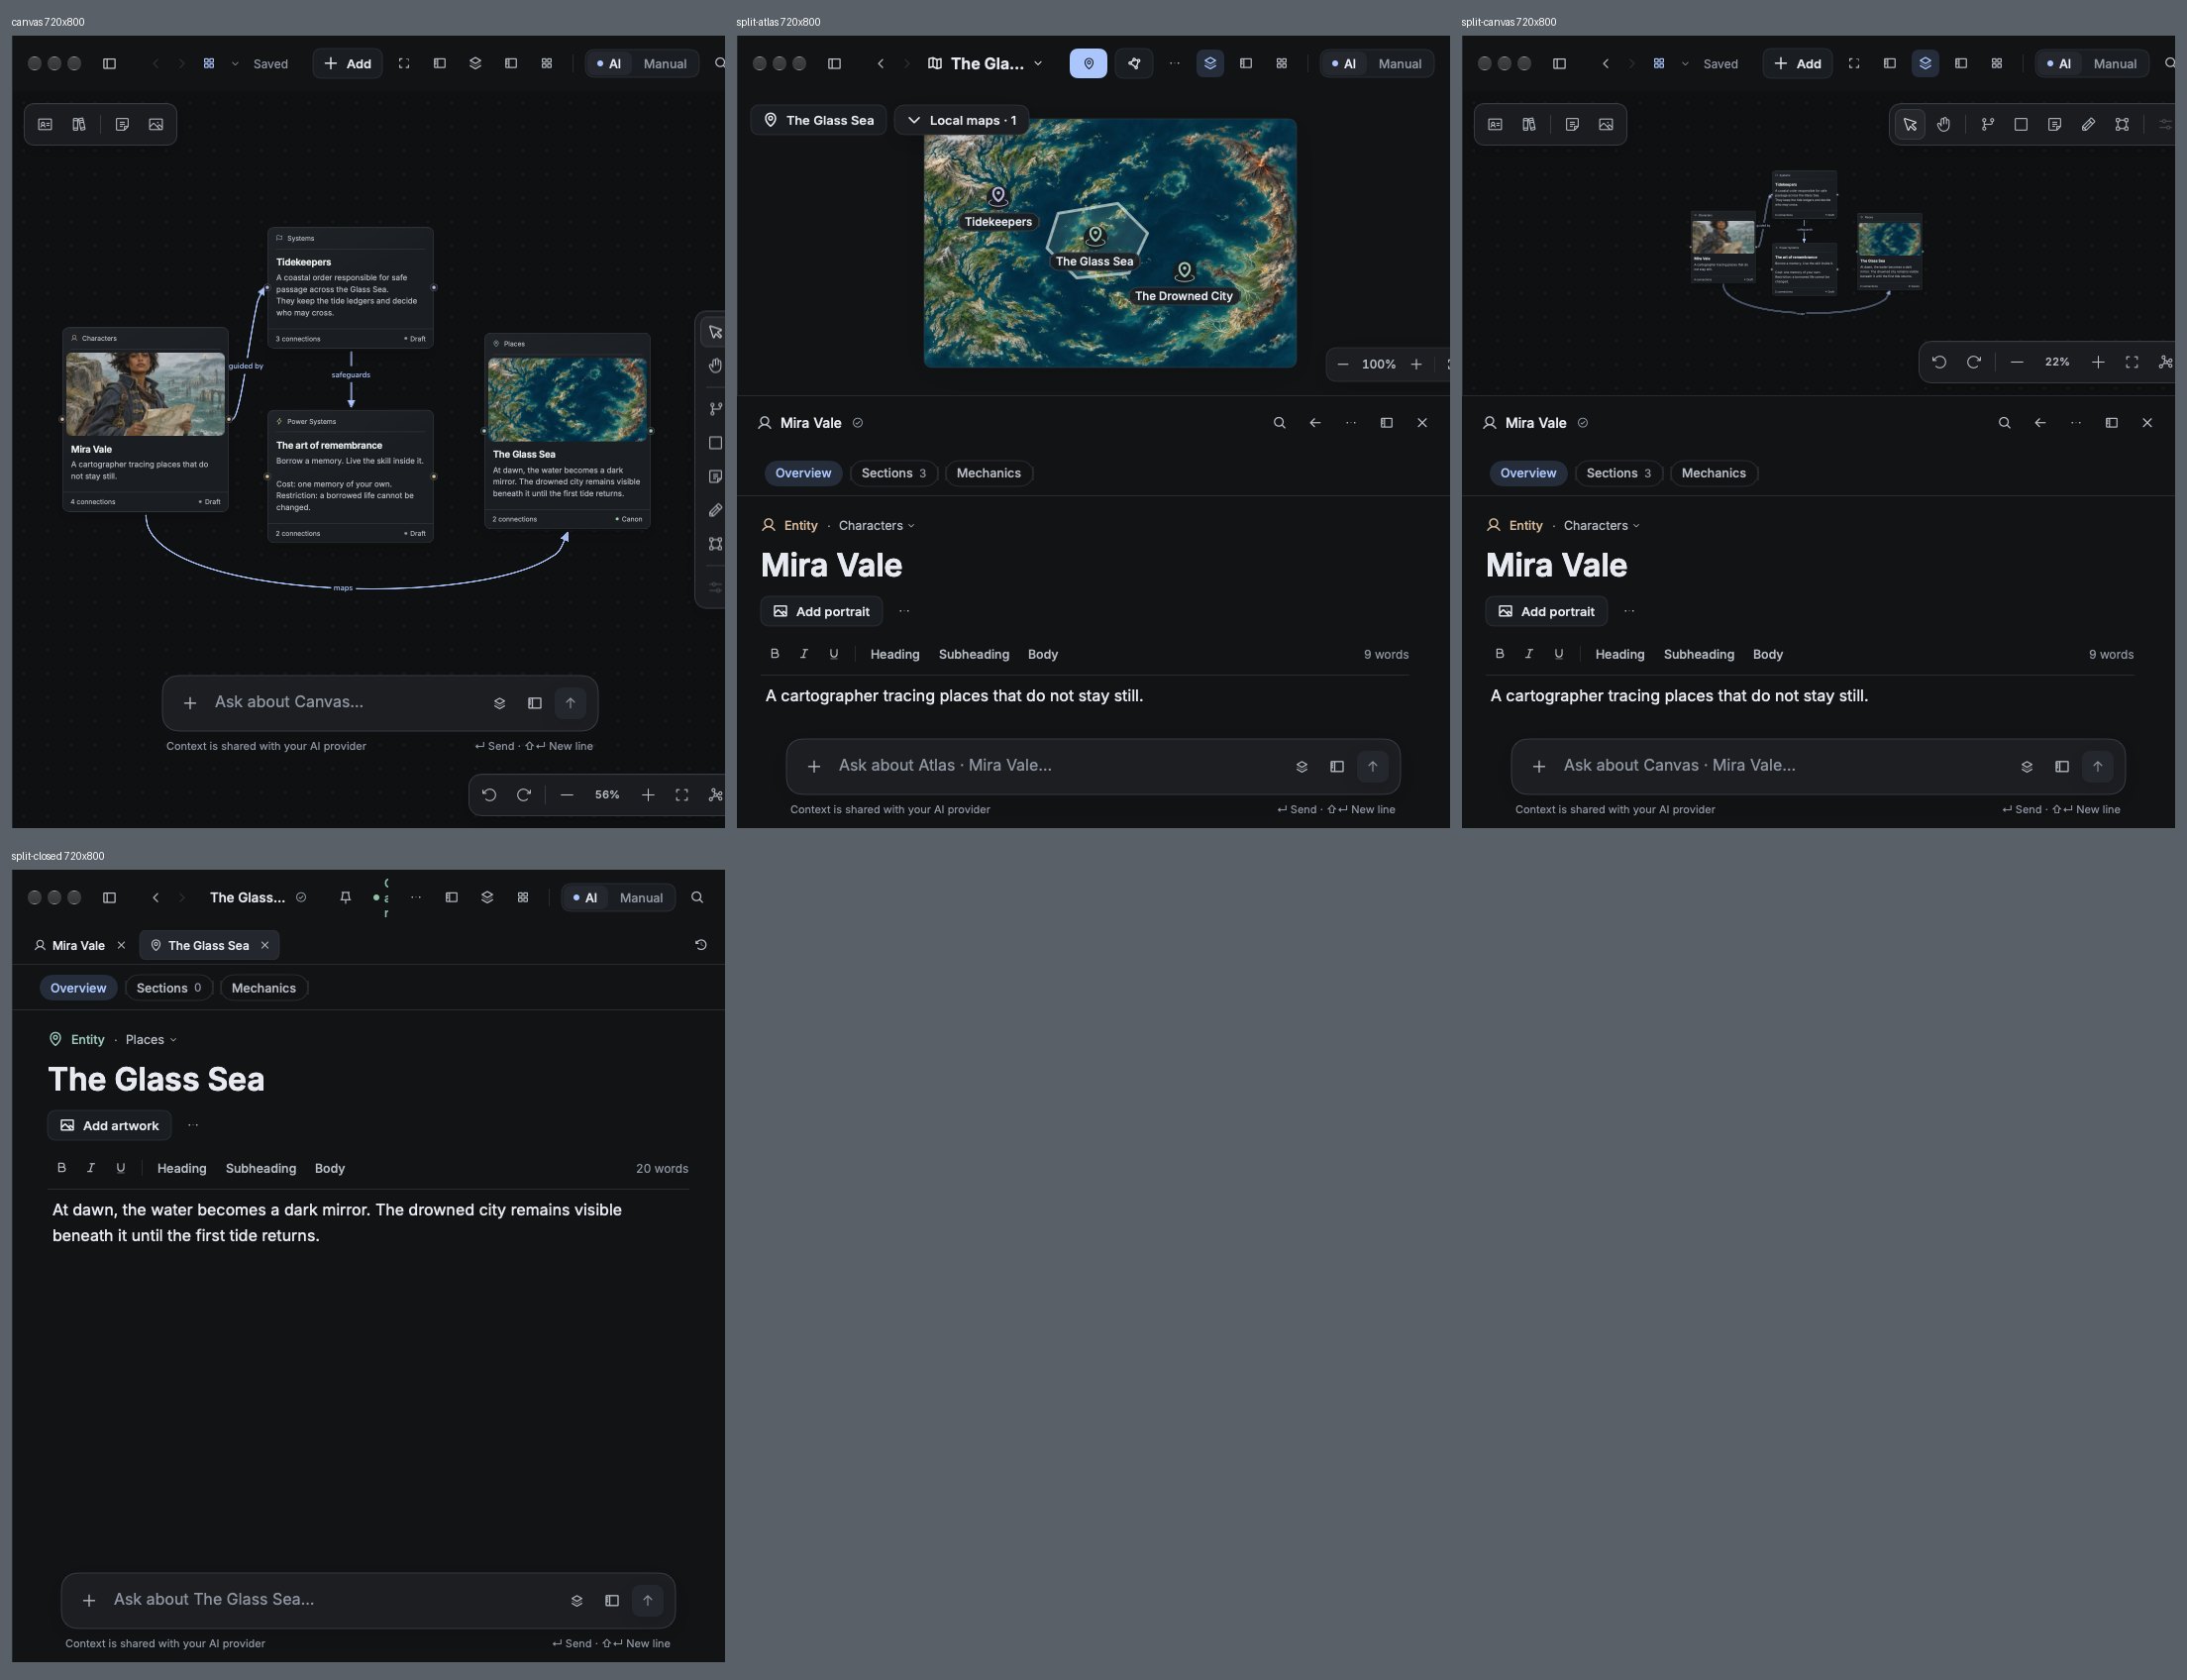 canvas 720x800
Saved
Add
AI
Manual
Systems
Tidekeepers
A coastal order responsible for safe
passage across the Glass Sea.
They keep the tide ledgers and decide
who may cross.
3 connections
Draft
Characters
guided by
safeguards
Mira Vale
A cartographer tracing places that do
not stay still.
4 connections
Draft
Power Systems
The art of remembrance
Borrow a memory. Live the skill inside it.
Cost: one memory of your own.
Restriction: a borrowed life cannot be
changed.
2 connections
Draft
Places
The Glass Sea
At dawn, the water becomes a dark
mirror. The drowned city remains visible
beneath it until the first tide returns.
2 connections
Canon
maps
Ask about Canvas...
Context is shared with your AI provider
Send · New line
56%
split-atlas 720x800
The Gla...
AI
Manual
The Glass Sea
Local maps · 1
Tidekeepers
The Glass Sea
The Drowned City
100%
Mira Vale
Overview
Sections 3
Mechanics
Entity · Characters
Mira Vale
Add portrait
B I U Heading Subheading Body
9 words
A cartographer tracing places that do not stay still.
Ask about Atlas · Mira Vale...
Context is shared with your AI provider
Send · New line
split-canvas 720x800
Saved
Add
AI
Manual
Tidekeepers
Mira Vale
The art of remembrance
The Glass Sea
22%
Mira Vale
Overview
Sections 3
Mechanics
Entity · Characters
Mira Vale
Add portrait
B I U Heading Subheading Body
9 words
A cartographer tracing places that do not stay still.
Ask about Canvas · Mira Vale...
Context is shared with your AI provider
Send · New line
split-closed 720x800
The Glass...
AI
Manual
Mira Vale
The Glass Sea
Overview
Sections 0
Mechanics
Entity · Places
The Glass Sea
Add artwork
B I U Heading Subheading Body
20 words
At dawn, the water becomes a dark mirror. The drowned city remains visible
beneath it until the first tide returns.
Ask about The Glass Sea...
Context is shared with your AI provider
Send · New line